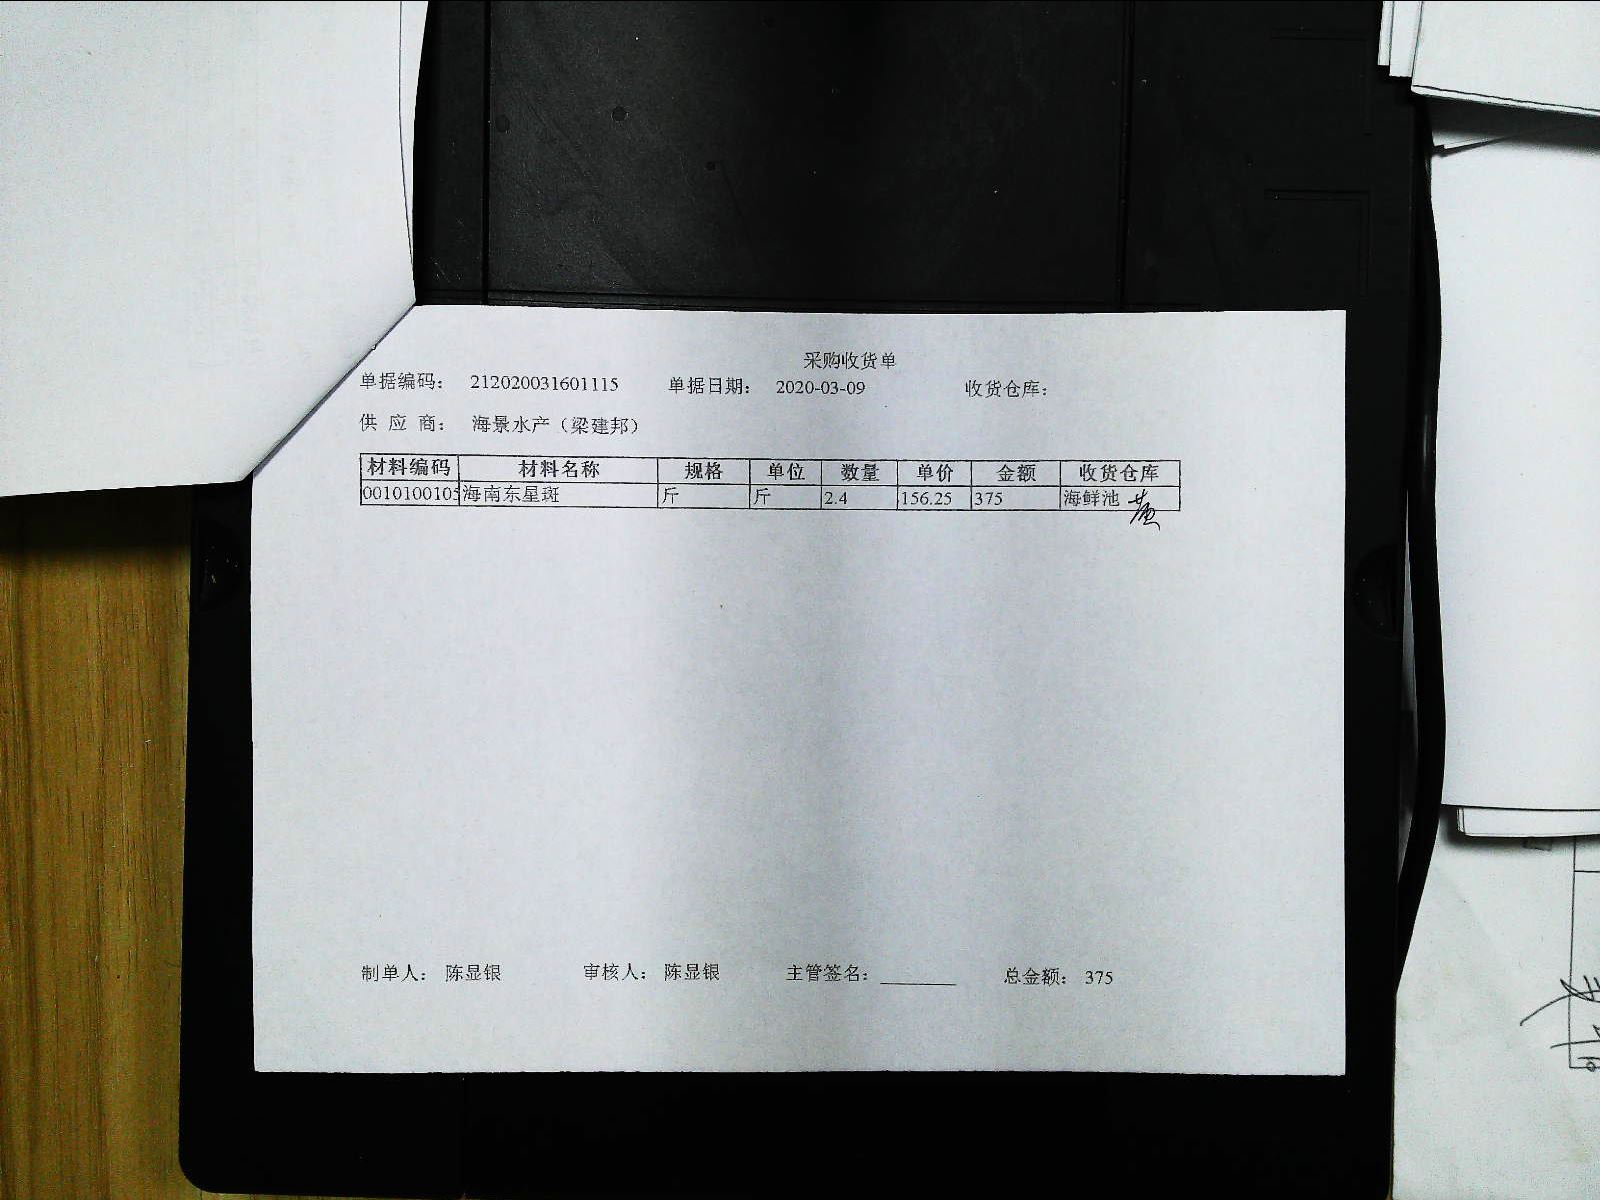 采购收货单
单据编码： 212020031601115 单据日期： 2020-03-09 收货仓库：
供 应 商： 海景水产（梁建邦）
材料编码 材料名称 规格 单位 数量 单价 金额 收货仓库
0010100105 海南东星斑 斤 斤 2.4 156.25 375 海鲜池
制单人： 陈显银 审核人： 陈显银 主管签名： 总金额： 375